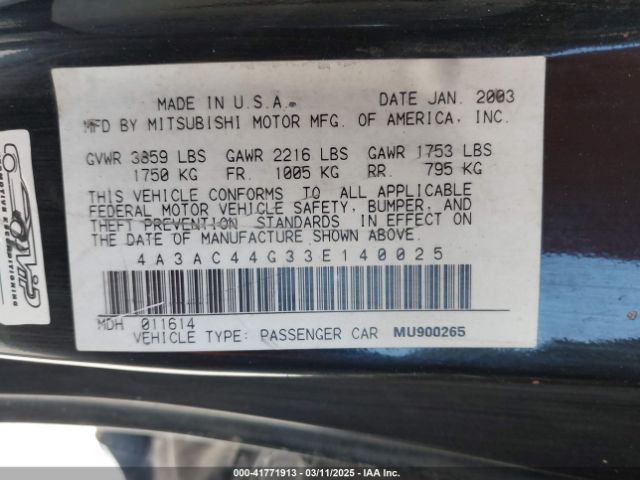 MADE IN U.S.A. DATE JAN. 2003
MFD BY MITSUBISHI MOTOR MFG. OF AMERICA, INC.
GVWR 3859 LBS GAWR 2216 LBS GAWR 1753 LBS
1750 KG FR. 1005 KG RR. 795 KG
THIS VEHICLE CONFORMS TO ALL APPLICABLE
FEDERAL MOTOR VEHICLE SAFETY, BUMPER, AND
THEFT PREVENTION STANDARDS IN EFFECT ON
THE DATE OF MANUFACTURE SHOWN ABOVE.
4A3AC44G33E140025
MDH 011614
VEHICLE TYPE: PASSENGER CAR MU900265
000-41771913 - 03/11/2025 - IAA Inc.